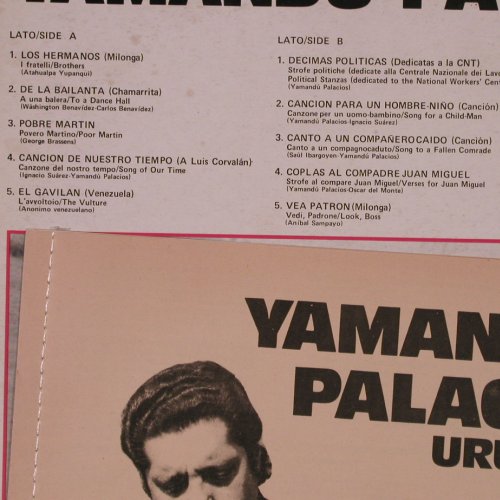 YAMANDU PA
LATO/SIDE A
1. LOS HERMANOS (Milonga)
I fratelli/Brothers
(Atahualpa Yupanqui)
2. DE LA BAILANTA (Chamarrita)
A una balera/To a Dance Hall
(Wáshington Benavídez-Carlos Benavídez)
3. POBRE MARTIN
Povero Martino/Poor Martin
(George Brassens)
4. CANCION DE NUESTRO TIEMPO (A Luis Corvalán)
Canzone del nostro tempo/Song of Our Time
(Ignacio Suárez-Yamandú Palacios)
5. EL GAVILAN (Venezuela)
L'avvoltoio/The Vulture
(Anonimo venezuelano)
LATO/SIDE B
1. DECIMAS POLITICAS (Dedicatas a la CNT)
Strofe politiche (dedicate alla Centrale Nazionale dei Lavo
Political Stanzas (dedicated to the National Workers' Cent
(Yamandú Palacios)
2. CANCION PARA UN HOMBRE-NIÑO (Canción)
Canzone per un uomo-bambino/Song for a Child-Man
(Yamandú Palacios-Ignacio Suárez)
3. CANTO A UN COMPAÑEROCAIDO (Canción)
Canto a un compagnocaduto/Song to a Fallen Comrade
(Saúl Ibargoyen-Yamandú Palacios)
4. COPLAS AL COMPADRE JUAN MIGUEL
Strofe al compare Juan Miguel/Verses for Juan Miguel
(Yamandú Palacios-Oscar del Monte)
5. VEA PATRON (Milonga)
Vedi, Padrone/Look, Boss
(Aníbal Sampayo)
YAMAN
PALAC
URU